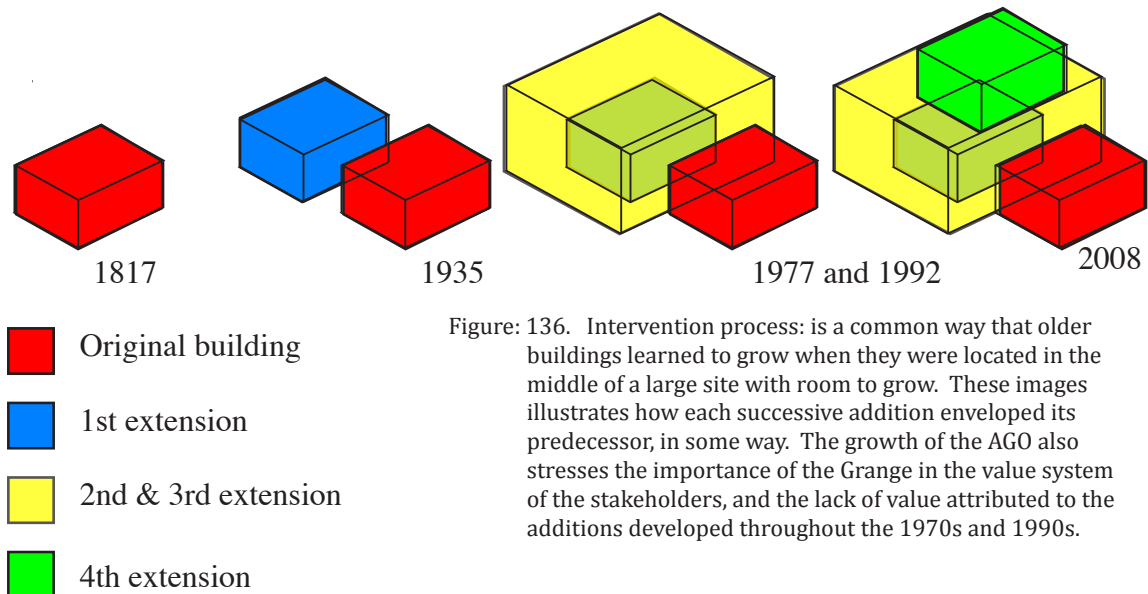 1817
1935
1977 and 1992
2008
Original building
1st extension
2nd & 3rd extension
4th extension
Figure: 136. Intervention process: is a common way that older
buildings learned to grow when they were located in the
middle of a large site with room to grow. These images
illustrates how each successive addition enveloped its
predecessor, in some way. The growth of the AGO also
stresses the importance of the Grange in the value system
of the stakeholders, and the lack of value attributed to the
additions developed throughout the 1970s and 1990s.